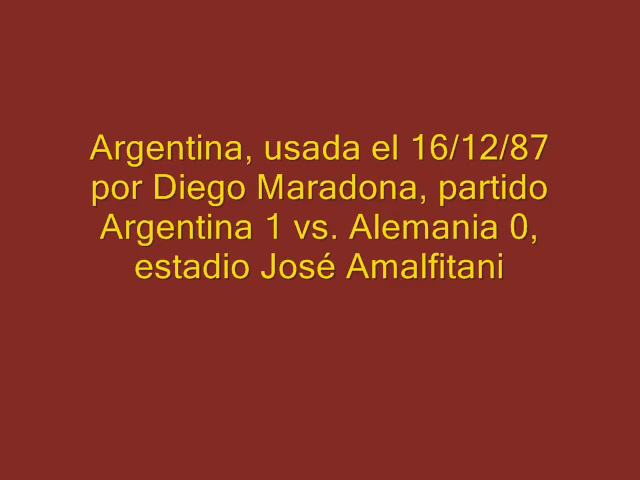 Argentina, usada el 16/12/87
por Diego Maradona, partido
Argentina 1 vs. Alemania 0,
estadio José Amalfitani